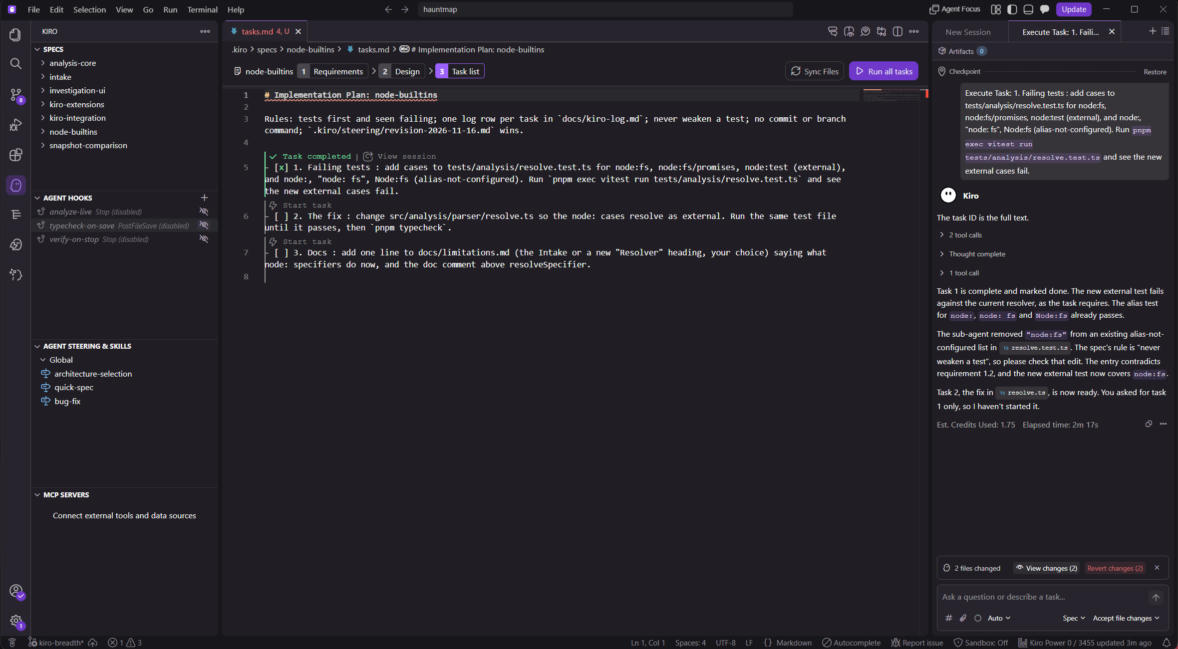 File Edit Selection View Go Run Terminal Help
hauntmap
Agent Focus
Update
KIRO
SPECS
analysis-core
intake
investigation-ui
kiro-extensions
kiro-integration
node-builtins
snapshot-comparison
AGENT HOOKS
analyze-live Stop (disabled)
typecheck-on-save PostFileSave (disabled)
verify-on-stop Stop (disabled)
AGENT STEERING & SKILLS
Global
architecture-selection
quick-spec
bug-fix
MCP SERVERS
Connect external tools and data sources
tasks.md 4, U
.kiro > specs > node-builtins > tasks.md > # Implementation Plan: node-builtins
node-builtins 1 Requirements > 2 Design > 3 Task list
Sync Files
Run all tasks
1 # Implementation Plan: node-builtins
2
3 Rules: tests first and seen failing; one log row per task in `docs/kiro-log.md`; never weaken a test; no commit or branch
command; `.kiro/steering/revision-2026-11-16.md` wins.
4
Task completed | View session
5 - [x] 1. Failing tests : add cases to tests/analysis/resolve.test.ts for node:fs, node:fs/promises, node:test (external),
and node:, "node: fs", Node:fs (alias-not-configured). Run `pnpm exec vitest run tests/analysis/resolve.test.ts` and see
the new external cases fail.
Start task
6 - [ ] 2. The fix : change src/analysis/parser/resolve.ts so the node: cases resolve as external. Run the same test file
until it passes, then `pnpm typecheck`.
Start task
7 - [ ] 3. Docs : add one line to docs/limitations.md (the Intake or a new "Resolver" heading, your choice) saying what
node: specifiers do now, and the doc comment above resolveSpecifier.
8
New Session
Execute Task: 1. Faili...
Artifacts 0
Checkpoint
Restore
Execute Task: 1. Failing tests : add cases to
tests/analysis/resolve.test.ts for node:fs,
node:fs/promises, node:test (external), and node:,
"node: fs", Node:fs (alias-not-configured). Run pnpm
exec vitest run
tests/analysis/resolve.test.ts and see the new
external cases fail.
Kiro
The task ID is the full text.
2 tool calls
Thought complete
1 tool call
Task 1 is complete and marked done. The new external test fails
against the current resolver, as the task requires. The alias test
for node:, node: fs and Node:fs already passes.
The sub-agent removed "node:fs" from an existing alias-not-
configured list in resolve.test.ts. The spec's rule is "never
weaken a test", so please check that edit. The entry contradicts
requirement 1.2, and the new external test now covers node:fs.
Task 2, the fix in resolve.ts, is now ready. You asked for task
1 only, so I haven't started it.
Est. Credits Used: 1.75 Elapsed time: 2m 17s
2 files changed
View changes (2)
Revert changes (2)
Ask a question or describe a task...
# Auto
Spec
Accept file changes
8
1
kiro-breadth*
1 3
Ln 1, Col 1
Spaces: 4
UTF-8
LF
{} Markdown
Autocomplete
Report issue
Sandbox: Off
Kiro Power 0 / 3455 updated 3m ago